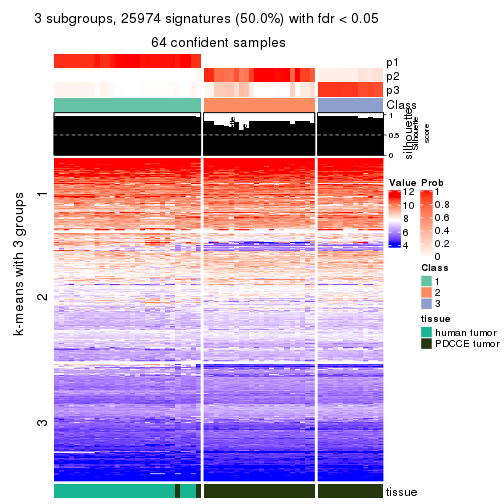 3 subgroups, 25974 signatures (50.0%) with fdr < 0.05
64 confident samples
p1
p2
p3
Class
silhouette
Silhouette
score
1
0.5
0
k-means with 3 groups
1
2
3
Value
12
10
8
6
4
Prob
1
0.8
0.6
0.4
0.2
0
Class
1
2
3
tissue
human tumor
PDCCE tumor
tissue